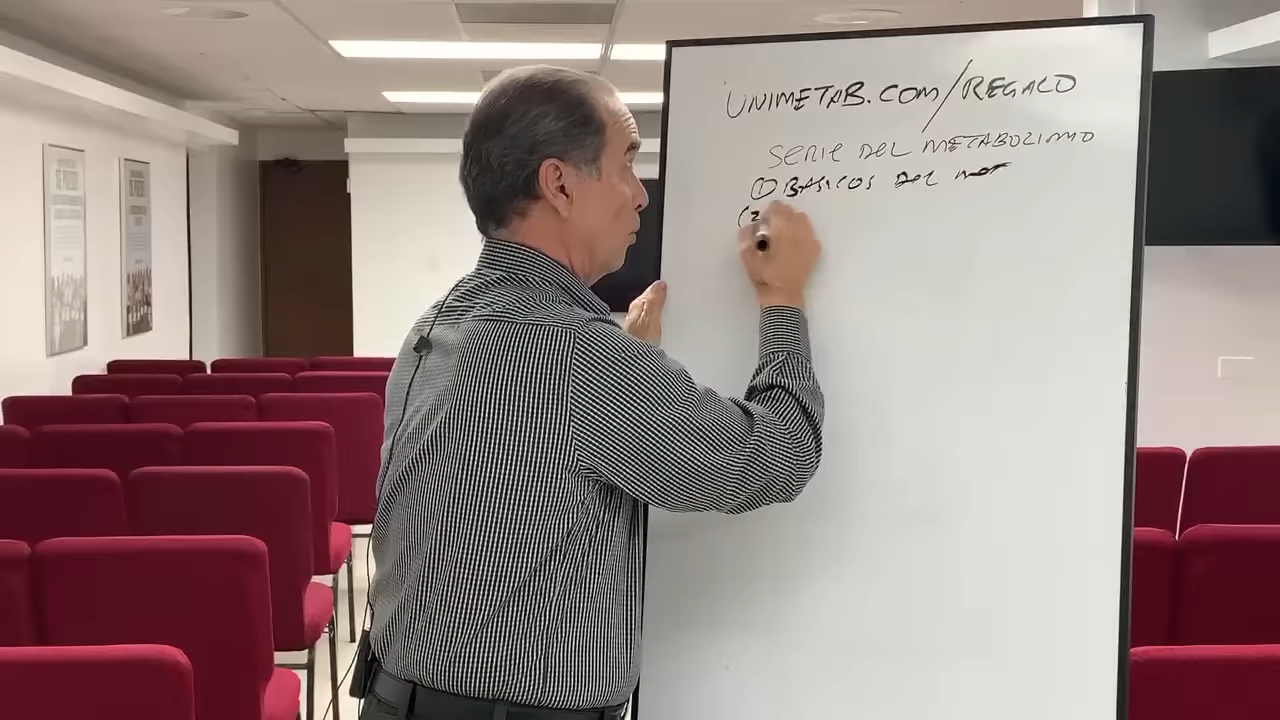 UNIMETAB.COM/REGALO
SERIE DEL METABOLISMO
① BASICOS DEL MET
(2